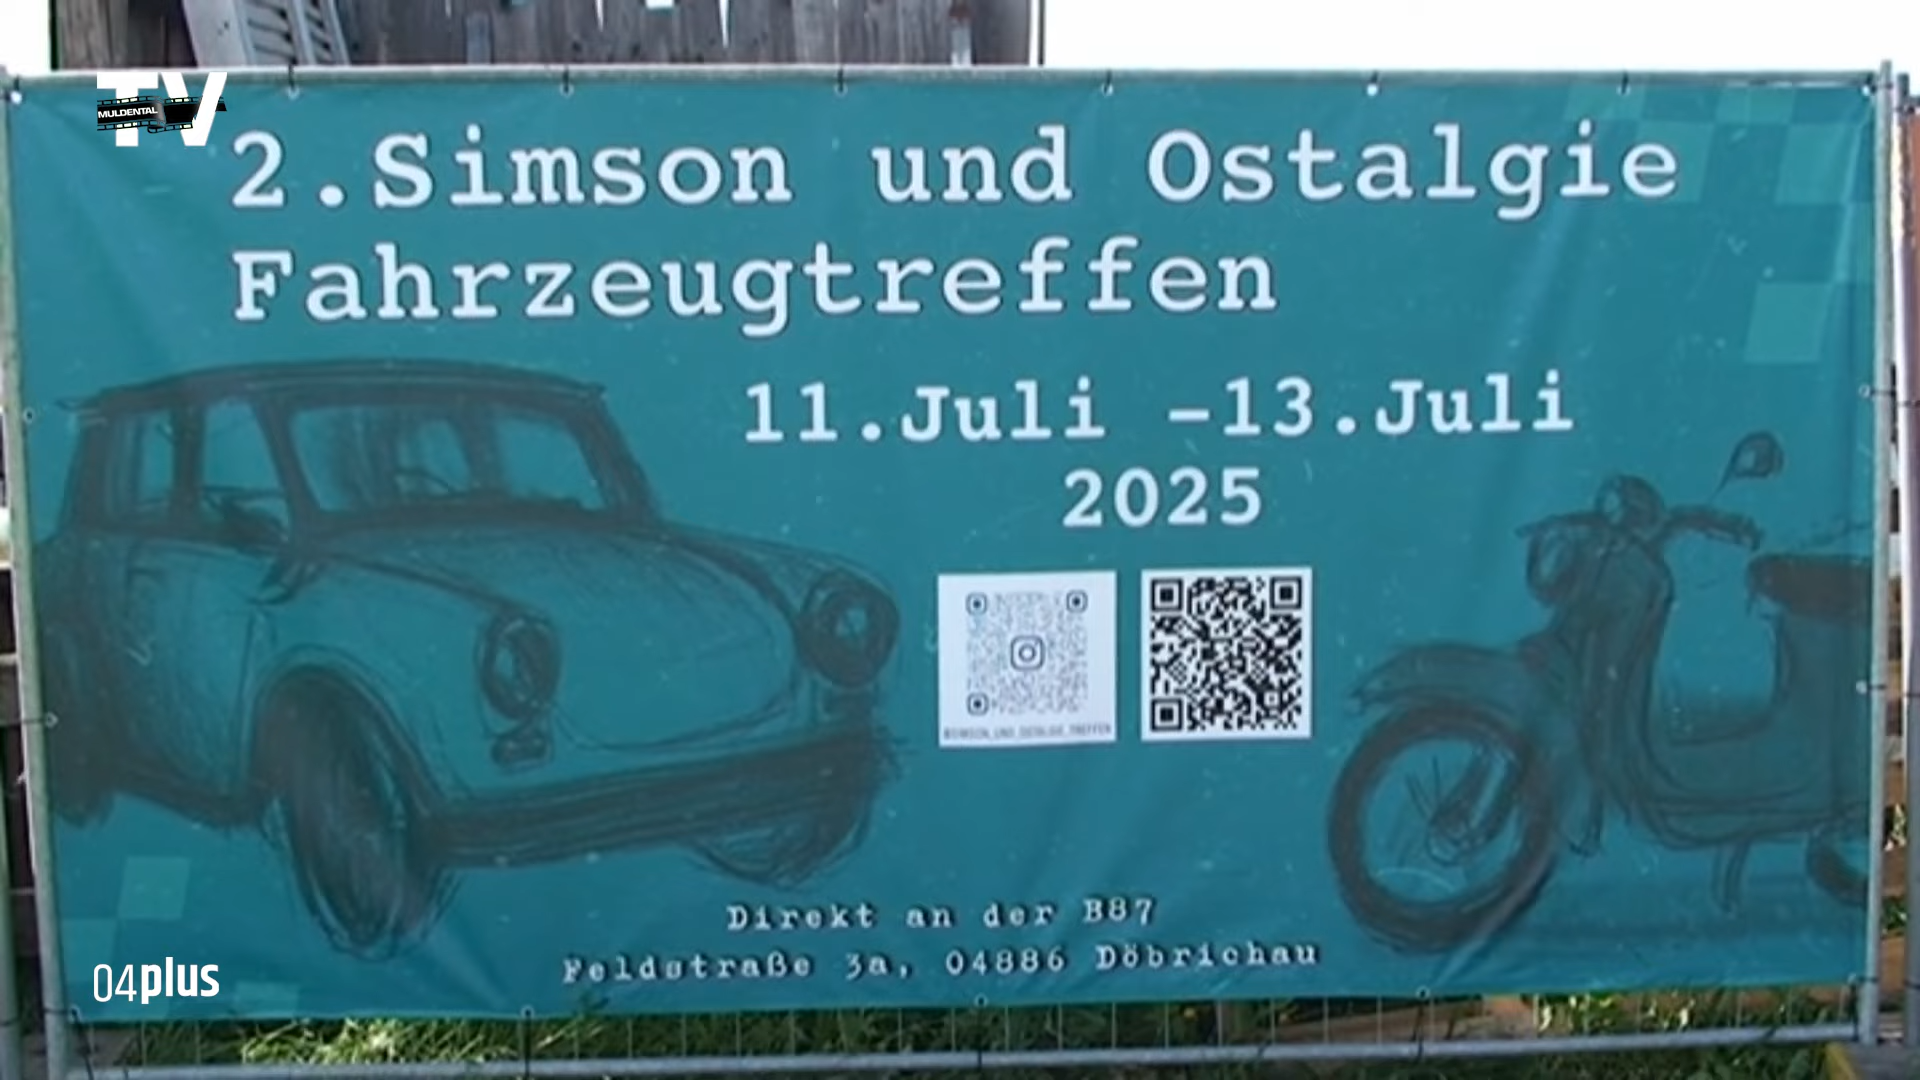 TV
MULDENTAL
2.Simson und Ostalgie
Fahrzeugtreffen
11.Juli -13.Juli
2025
Direkt an der B87
Feldstraße 3a, 04886 Döbrichau
04plus